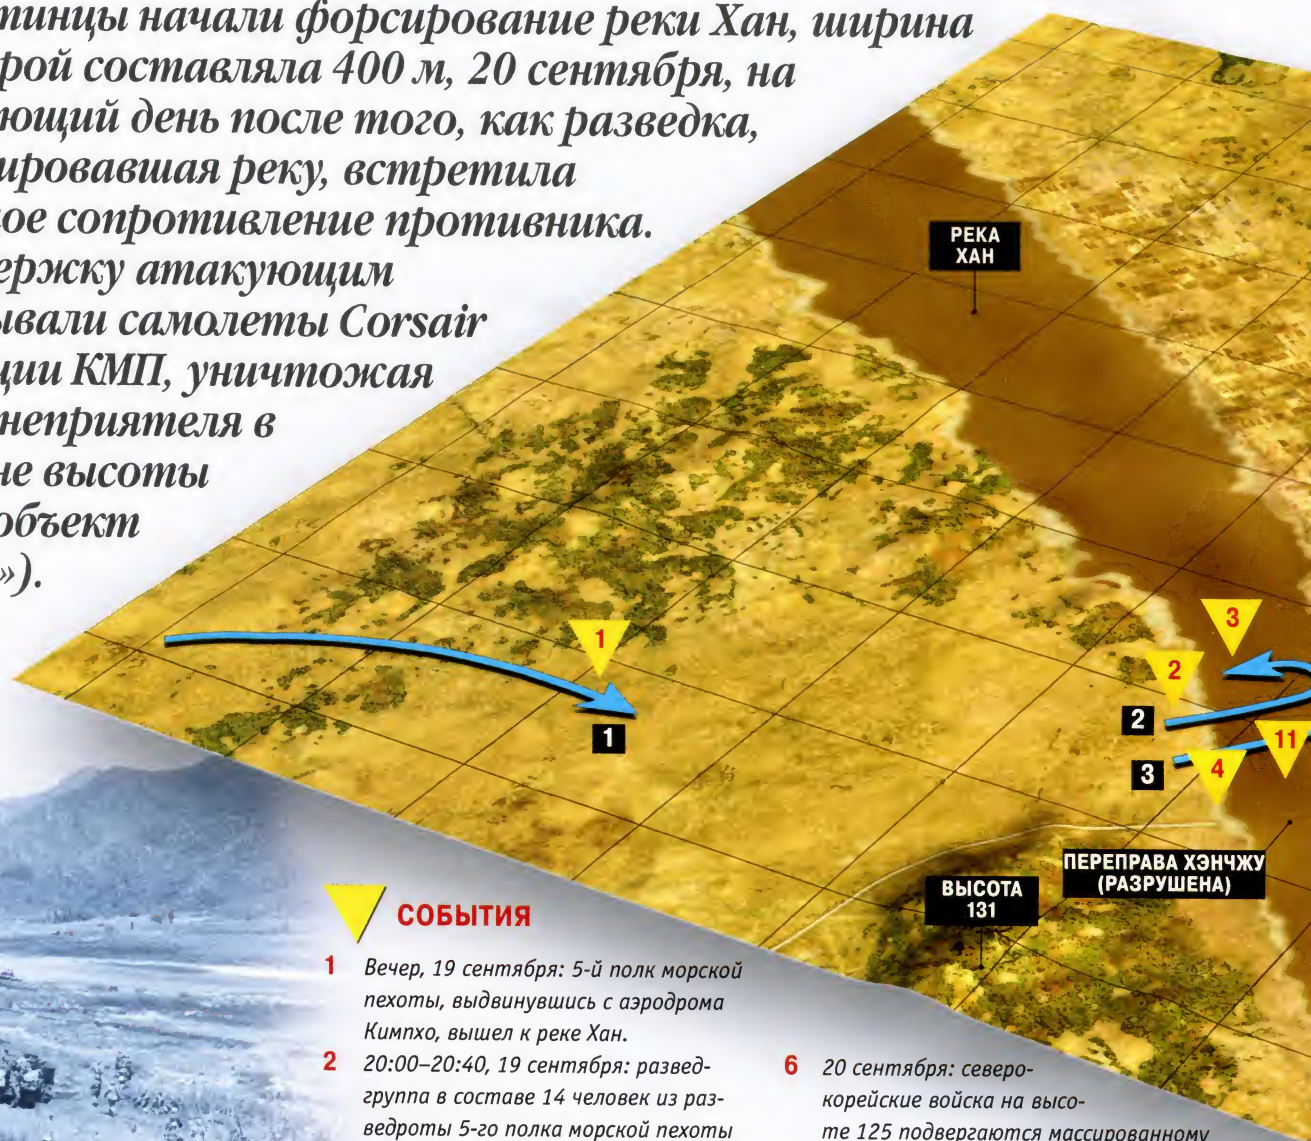 тинцы начали форсирование реки Хан, ширина
рой составляла 400 м, 20 сентября, на
ющий день после того, как разведка,
ировавшая реку, встретила
ое сопротивление противника.
ержку атакующим
ывали самолеты Corsair
ции КМП, уничтожая
неприятеля в
не высоты
объект
»).
РЕКА
ХАН
1
3
2
2
11
1
3
4
ПЕРЕПРАВА ХЭНЧЖУ
(РАЗРУШЕНА)
ВЫСОТА
131
СОБЫТИЯ
1 Вечер, 19 сентября: 5-й полк морской
пехоты, выдвинувшись с аэродрома
Кимпхо, вышел к реке Хан.
2 20:00–20:40, 19 сентября: развед-
группа в составе 14 человек из раз-
ведроты 5-го полка морской пехоты
6 20 сентября: северо-
корейские войска на высо-
те 125 подвергаются массированному